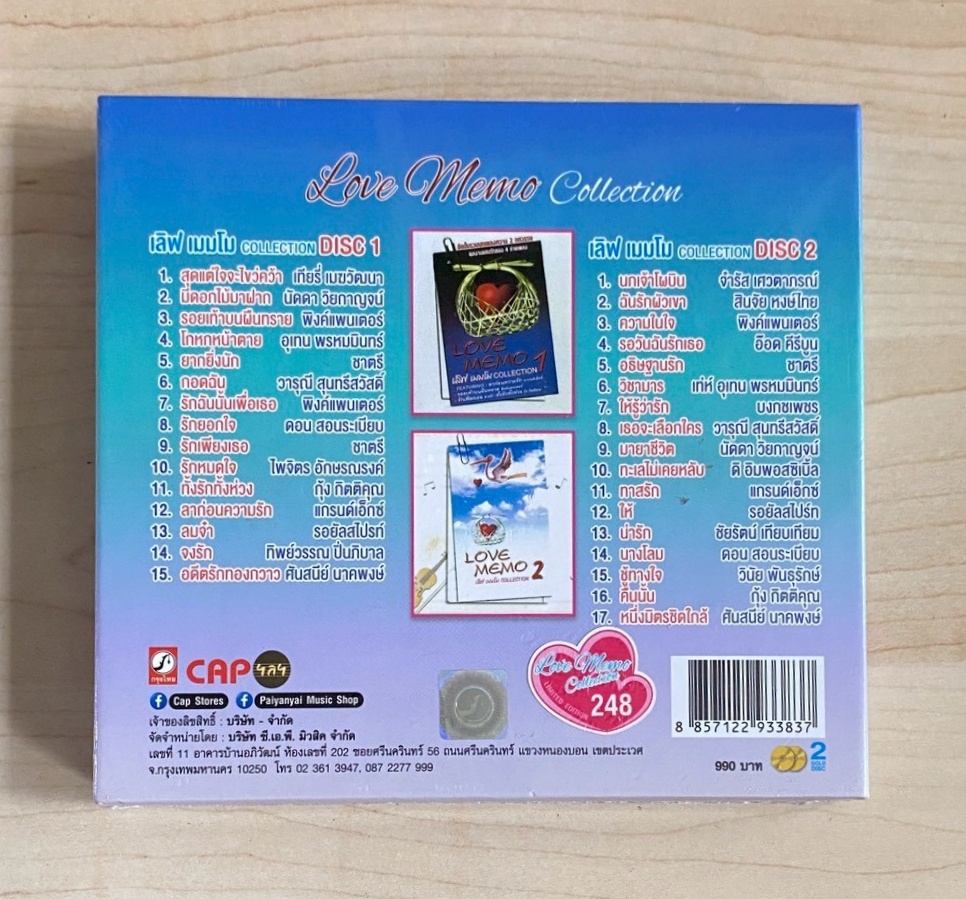 Love Memo Collection
เลิฟ เมมโม COLLECTION DISC 1
1. สุดแต่ใจจะไขว่คว้า เทียรี่ เมฆวัฒนา
2. มีดอกไม้มาฝาก นัดดา วิยกาญจน์
3. รอยเท้าบนผืนทราย พิงค์แพนเตอร์
4. โกหกหน้าตาย อุเทน พรหมมินทร์
5. ยากยิ่งนัก ชาตรี
6. กอดฉัน วารุณี สุนทรีสวัสดิ์
7. รักฉันนั้นเพื่อเธอ พิงค์แพนเตอร์
8. รักยอกใจ ดอน สอนระเบียบ
9. รักเพียงเธอ ชาตรี
10. รักหมดใจ ไพจิตร อักษรณรงค์
11. ทั้งรักทั้งห่วง กุ้ง กิตติคุณ
12. ลาก่อนความรัก แกรนด์เอ็กซ์
13. ลมจ๋า รอยัลสไปรท์
14. จงรัก ทิพย์วรรณ ปิ่นภิบาล
15. อดีตรักทองกวาว ศันสนีย์ นาคพงษ์
LOVE MEMO 1
เลิฟ เมมโม COLLECTION
LOVE
MEMO 2
เลิฟ เมมโม COLLECTION
เลิฟ เมมโม COLLECTION DISC 2
1. นกเจ้าโผบิน จำรัส เศวตาภรณ์
2. ฉันรักผัวเขา สินจัย หงษ์ไทย
3. ความในใจ พิงค์แพนเตอร์
4. รอวันฉันรักเธอ อ๊อด คีรีบูน
5. อธิษฐานรัก ชาตรี
6. วิชามาร เท่ห์ อุเทน พรหมมินทร์
7. ให้รู้ว่ารัก บงกชเพชร
8. เธอจะเลือกใคร วารุณี สุนทรีสวัสดิ์
9. มายาชีวิต นัดดา วิยกาญจน์
10. ทะเลไม่เคยหลับ ดิ อิมพอสซิเบิ้ล
11. ทาสรัก แกรนด์เอ็กซ์
12. ให้ รอยัลสไปร์ท
13. น่ารัก ชัยรัตน์ เทียบเทียม
14. นางโลม ดอน สอนระเบียบ
15. ชู้ทางใจ วินัย พันธุรักษ์
16. คืนนั้น กุ้ง กิตติคุณ
17. หนึ่งมิตรชิดใกล้ ศันสนีย์ นาคพงษ์
กรุงไทย CAP
Cap Stores Paiyanyai Music Shop
เจ้าของลิขสิทธิ์ : บริษัท - จำกัด
จัดจำหน่ายโดย : บริษัท ซี.เอ.พี. มิวสิค จำกัด
เลขที่ 11 อาคารบ้านอภิวัฒน์ ห้องเลขที่ 202 ซอยศรีนครินทร์ 56 ถนนศรีนครินทร์ แขวงหนองบอน เขตประเวศ
จ.กรุงเทพมหานคร 10250 โทร 02 361 3947, 087 2277 999
Love Memo
Collection
LIMITED EDITION
248
8 857122 933837
990 บาท
2
GOLD
DISC